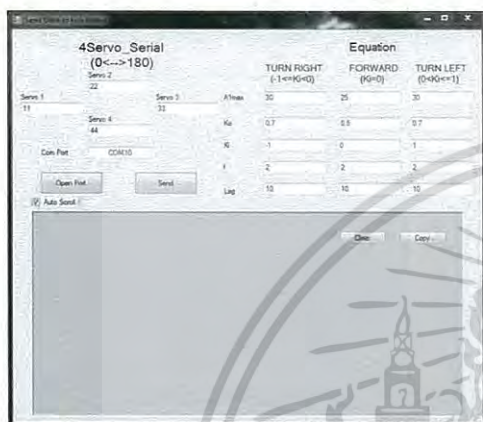 4Servo_Serial
(0<-->180)
Servo 2
22
Servo 1
11
Servo 3
33
Servo 4
44
Com Port
COM10
Open Port
Send
Auto Scroll
Equation
TURN RIGHT
(-1<=Ki<0)
FORWARD
(Ki=0)
TURN LEFT
(0<Ki<=1)
A1max 30 25 30
0.7 0.5 0.7
Ki -1 0 1
f 2 2 2
Lag 10 10 10
Clear
Copy